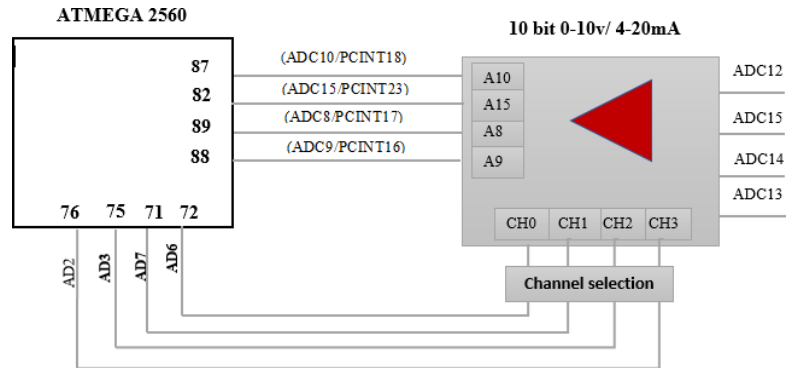 ATMEGA 2560
10 bit 0-10v/ 4-20mA
87
(ADC10/PCINT18)
A10
ADC12
82
(ADC15/PCINT23)
A15
ADC15
89
(ADC8/PCINT17)
A8
88
(ADC9/PCINT16)
A9
ADC14
ADC13
76 75 71 72
CH0 CH1 CH2 CH3
AD2
AD3
AD7
AD6
Channel selection